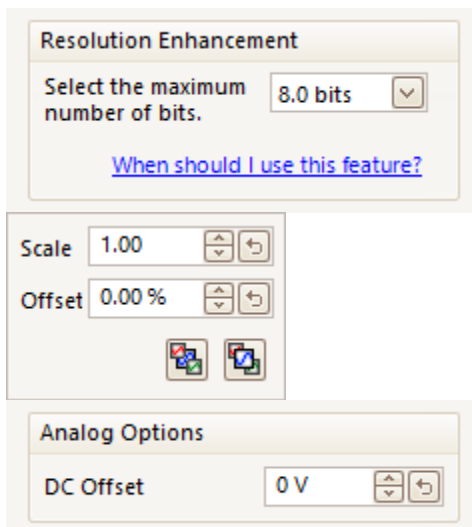 Resolution Enhancement
Select the maximum
number of bits.
8.0 bits
When should I use this feature?
Scale 1.00
Offset 0.00 %
Analog Options
DC Offset 0 V